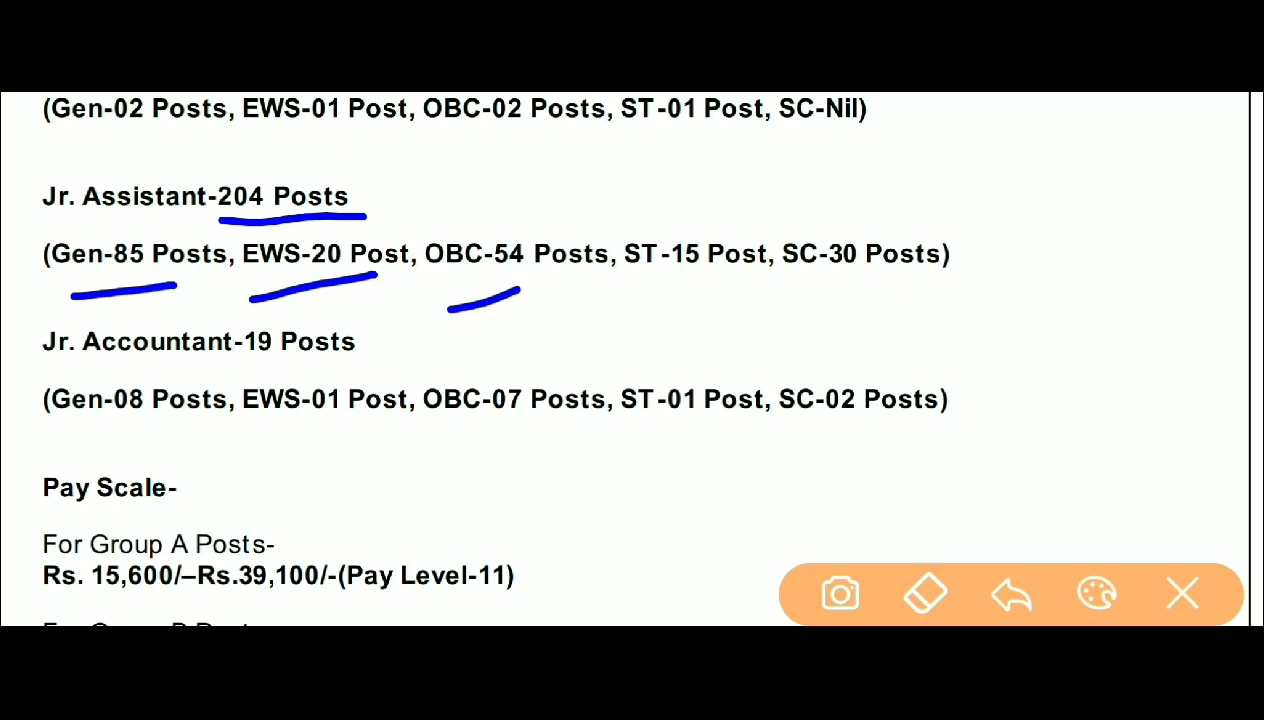 (Gen-02 Posts, EWS-01 Post, OBC-02 Posts, ST-01 Post, SC-Nil)
Jr. Assistant-204 Posts
(Gen-85 Posts, EWS-20 Post, OBC-54 Posts, ST-15 Post, SC-30 Posts)
Jr. Accountant-19 Posts
(Gen-08 Posts, EWS-01 Post, OBC-07 Posts, ST-01 Post, SC-02 Posts)
Pay Scale-
For Group A Posts-
Rs. 15,600/–Rs.39,100/-(Pay Level-11)